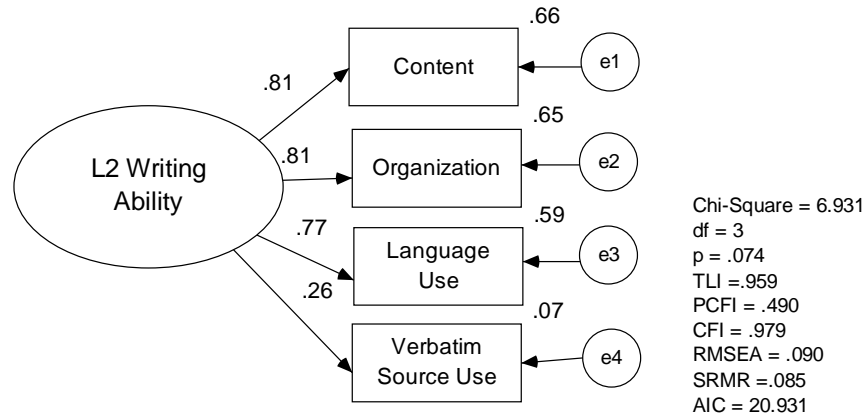 .66
Content
e1
.81
.65
L2 Writing
Ability
.81
Organization
e2
.59
.77
Language
Use
e3
.26
.07
Verbatim
Source Use
e4
Chi-Square = 6.931
df = 3
p = .074
TLI =.959
PCFI = .490
CFI = .979
RMSEA = .090
SRMR =.085
AIC = 20.931